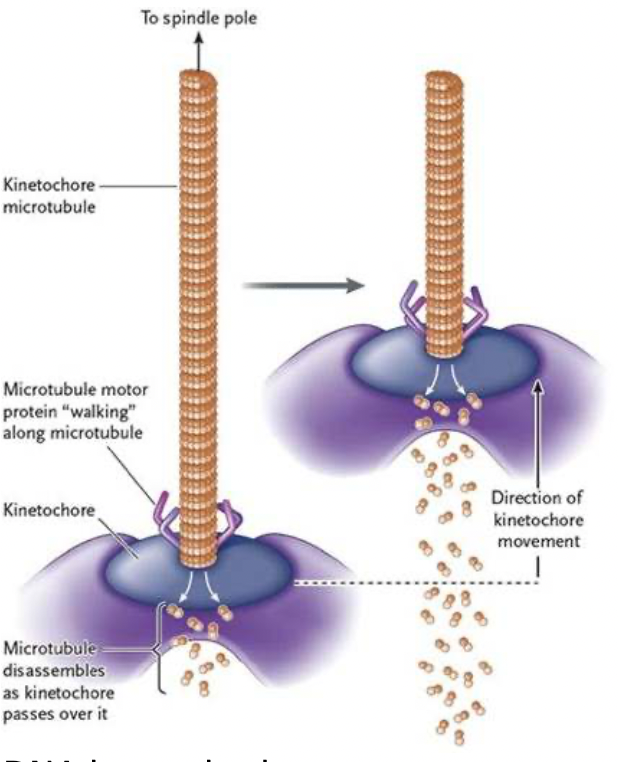 To spindle pole
Kinetochore
microtubule
Microtubule motor
protein “walking”
along microtubule
Kinetochore
Direction of
kinetochore
movement
Microtubule
disassembles
as kinetochore
passes over it